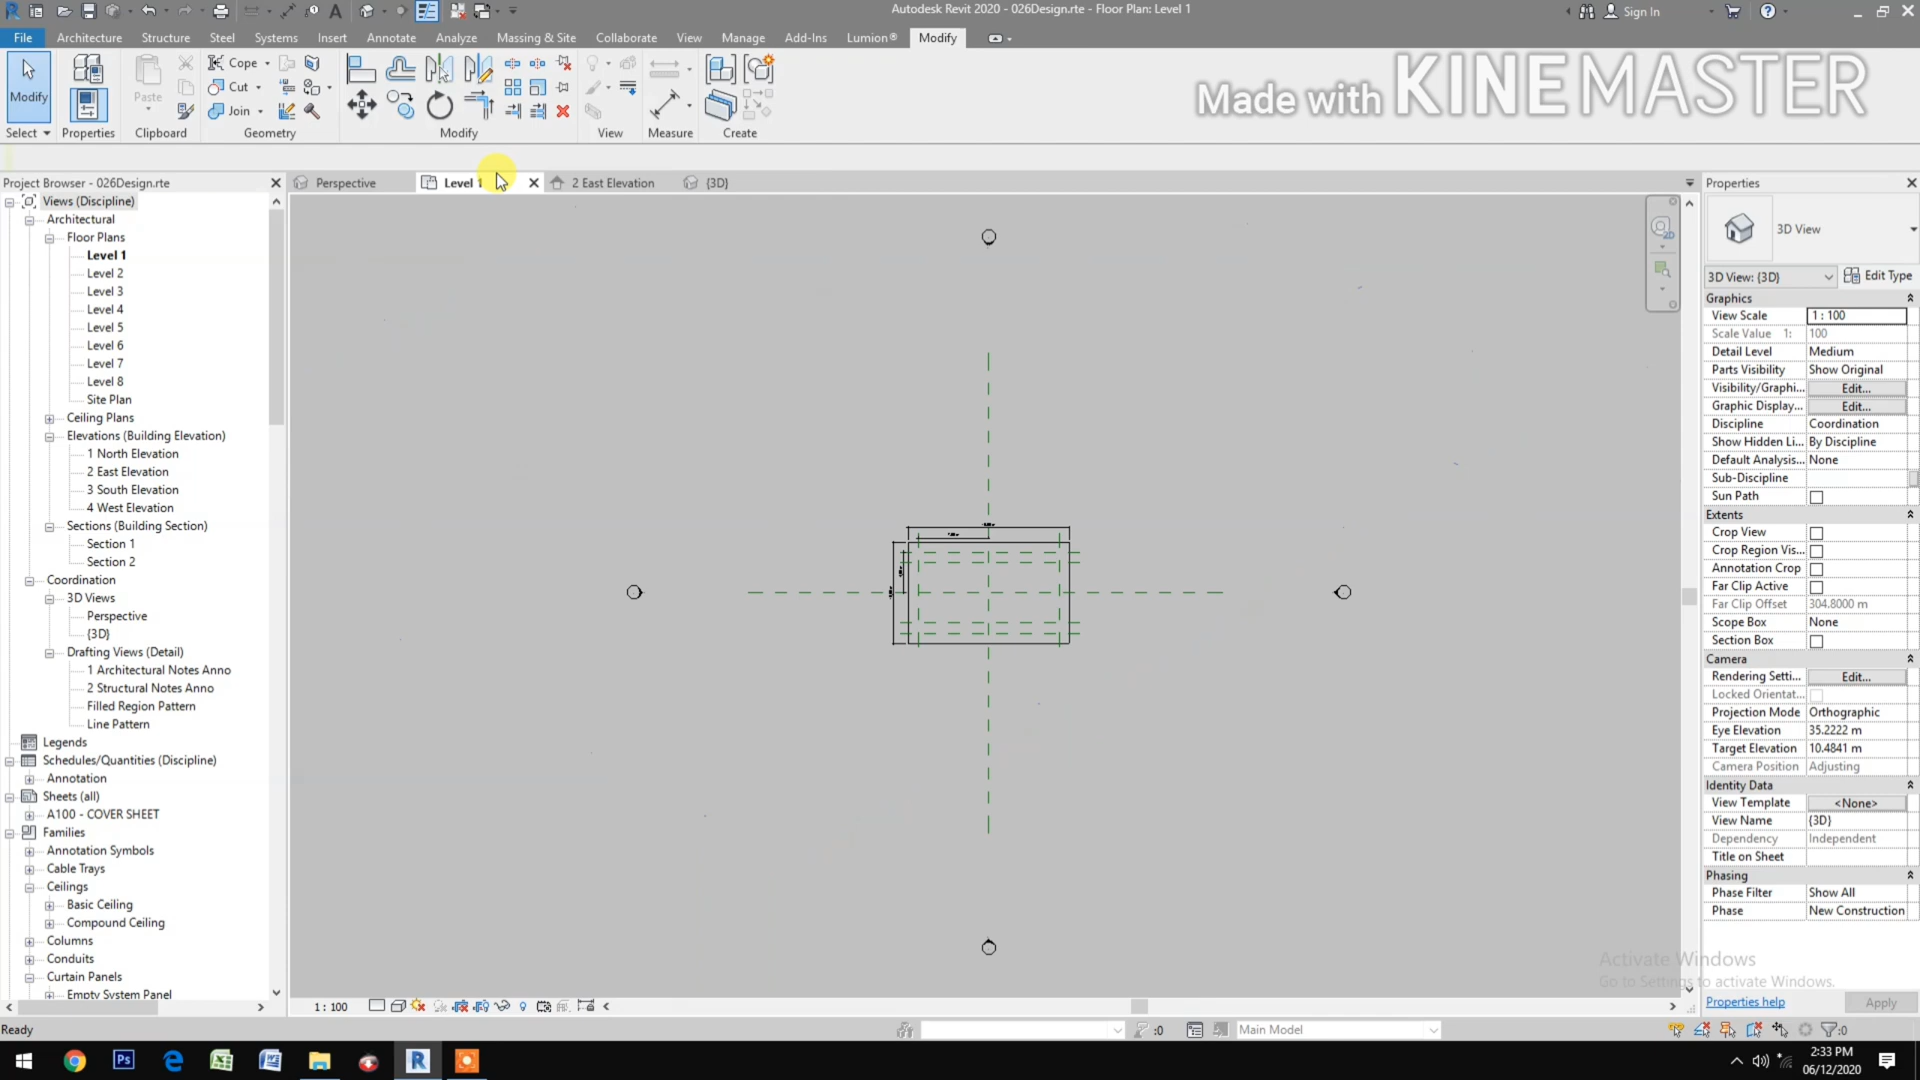 Autodesk Revit 2020 - 026Design.rte - Floor Plan: Level 1
Sign In
File Architecture Structure Steel Systems Insert Annotate Analyze Massing & Site Collaborate View Manage Add-Ins Lumion® Modify
Made with KINEMASTER
Cope
Cut
Join
Modify
Paste
Select Properties Clipboard Geometry Modify View Measure Create
Project Browser - 026Design.rte
Perspective
Level 1
2 East Elevation
{3D}
Properties
Views (Discipline)
Architectural
Floor Plans
Level 1
Level 2
Level 3
Level 4
Level 5
Level 6
Level 7
Level 8
Site Plan
Ceiling Plans
Elevations (Building Elevation)
1 North Elevation
2 East Elevation
3 South Elevation
4 West Elevation
Sections (Building Section)
Section 1
Section 2
Coordination
3D Views
Perspective
{3D}
Drafting Views (Detail)
1 Architectural Notes Anno
2 Structural Notes Anno
Filled Region Pattern
Line Pattern
Legends
Schedules/Quantities (Discipline)
Annotation
Sheets (all)
A100 - COVER SHEET
Families
Annotation Symbols
Cable Trays
Ceilings
Basic Ceiling
Compound Ceiling
Columns
Conduits
Curtain Panels
Empty System Panel
2D
3D View
3D View: {3D} Edit Type
Graphics
View Scale 1 : 100
Scale Value 1: 100
Detail Level Medium
Parts Visibility Show Original
Visibility/Graphi... Edit...
Graphic Display... Edit...
Discipline Coordination
Show Hidden Li... By Discipline
Default Analysis... None
Sub-Discipline
Sun Path
Extents
Crop View
Crop Region Vis...
Annotation Crop
Far Clip Active
Far Clip Offset 304.8000 m
Scope Box None
Section Box
Camera
Rendering Setti... Edit...
Locked Orientat...
Projection Mode Orthographic
Eye Elevation 35.2222 m
Target Elevation 10.4841 m
Camera Position Adjusting
Identity Data
View Template <None>
View Name {3D}
Dependency Independent
Title on Sheet
Phasing
Phase Filter Show All
Phase New Construction
Activate Windows
Go to Settings to activate Windows.
Properties help Apply
1 : 100
Ready
:0
Main Model
:0
2:33 PM
06/12/2020